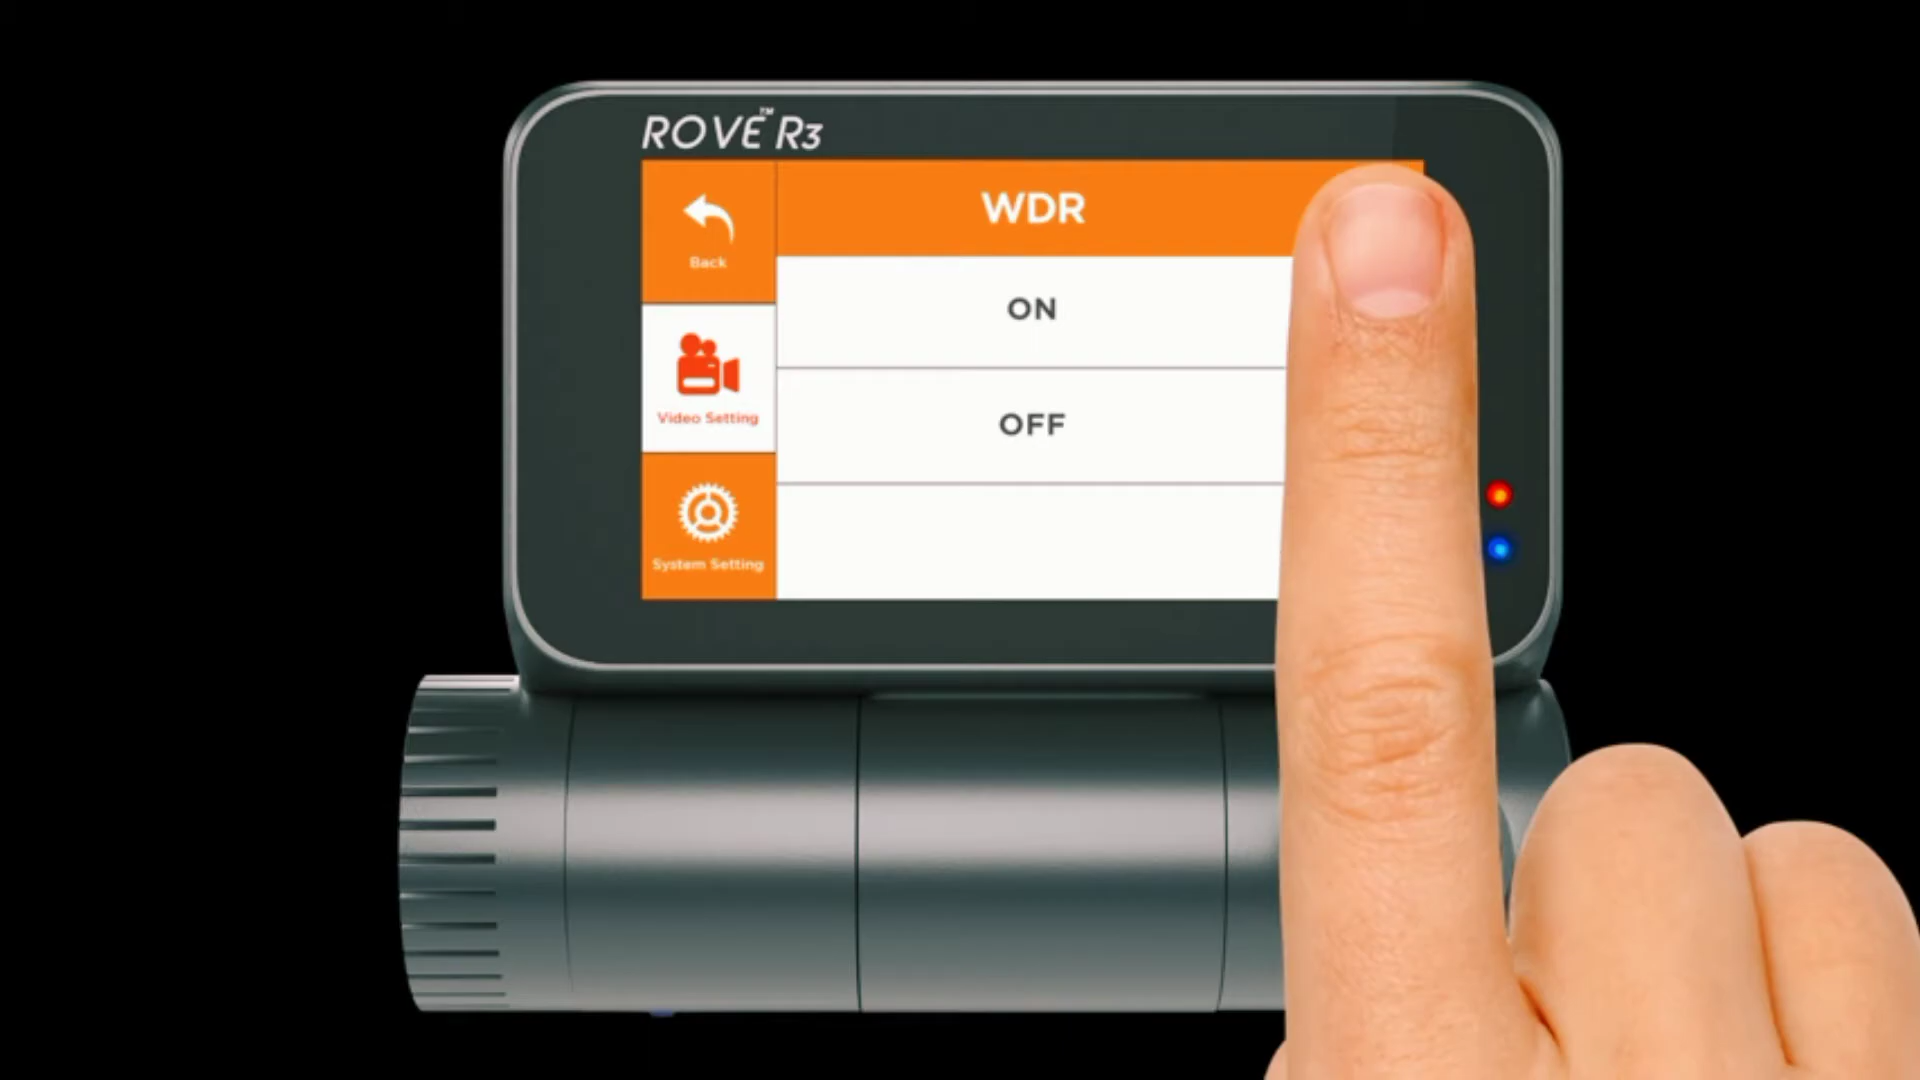 ROVE™ R3
WDR
Back
ON
Video Setting
OFF
System Setting